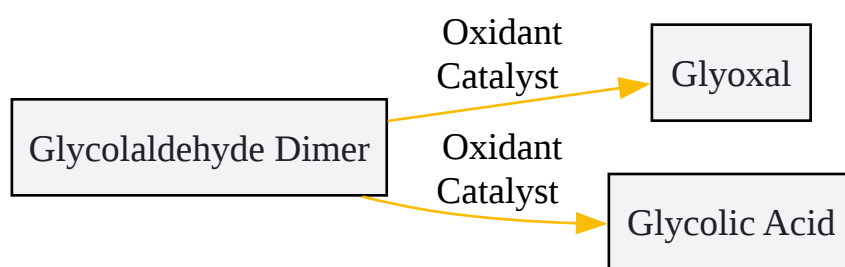 Oxidant
Catalyst
Glyoxal
Glycolaldehyde Dimer
Oxidant
Catalyst
Glycolic Acid